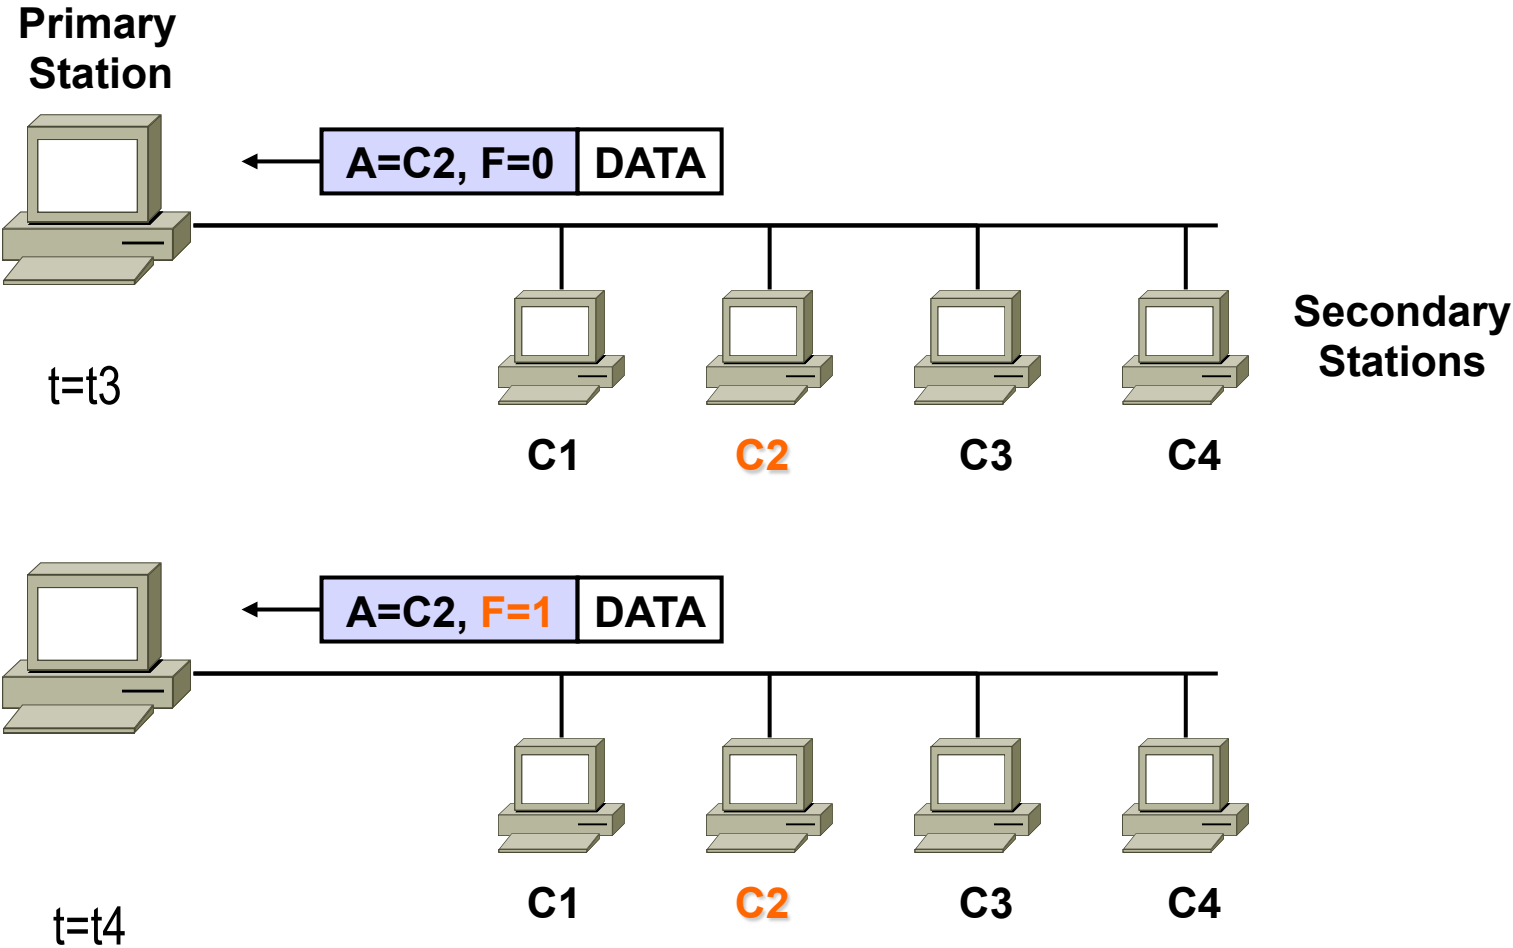 Primary
Station
A=C2, F=0 DATA
Secondary
Stations
t=t3
C1 C2 C3 C4
A=C2, F=1 DATA
C1 C2 C3 C4
t=t4